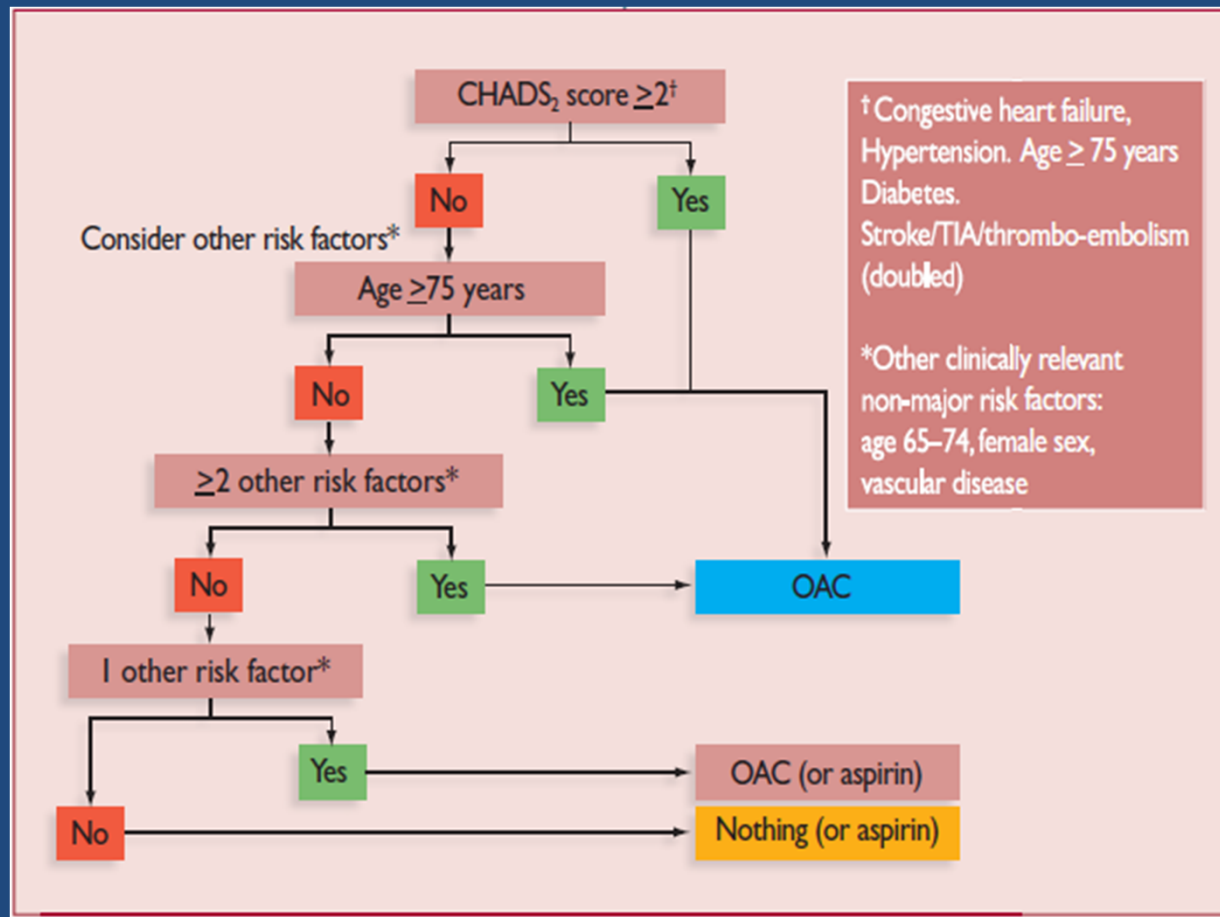 CHADS₂ score ≥2†
No
Yes
Consider other risk factors*
Age ≥75 years
No
Yes
≥2 other risk factors*
No
Yes
OAC
1 other risk factor*
Yes
OAC (or aspirin)
No
Nothing (or aspirin)
† Congestive heart failure,
Hypertension. Age ≥ 75 years
Diabetes.
Stroke/TIA/thrombo-embolism
(doubled)
*Other clinically relevant
non-major risk factors:
age 65–74, female sex,
vascular disease